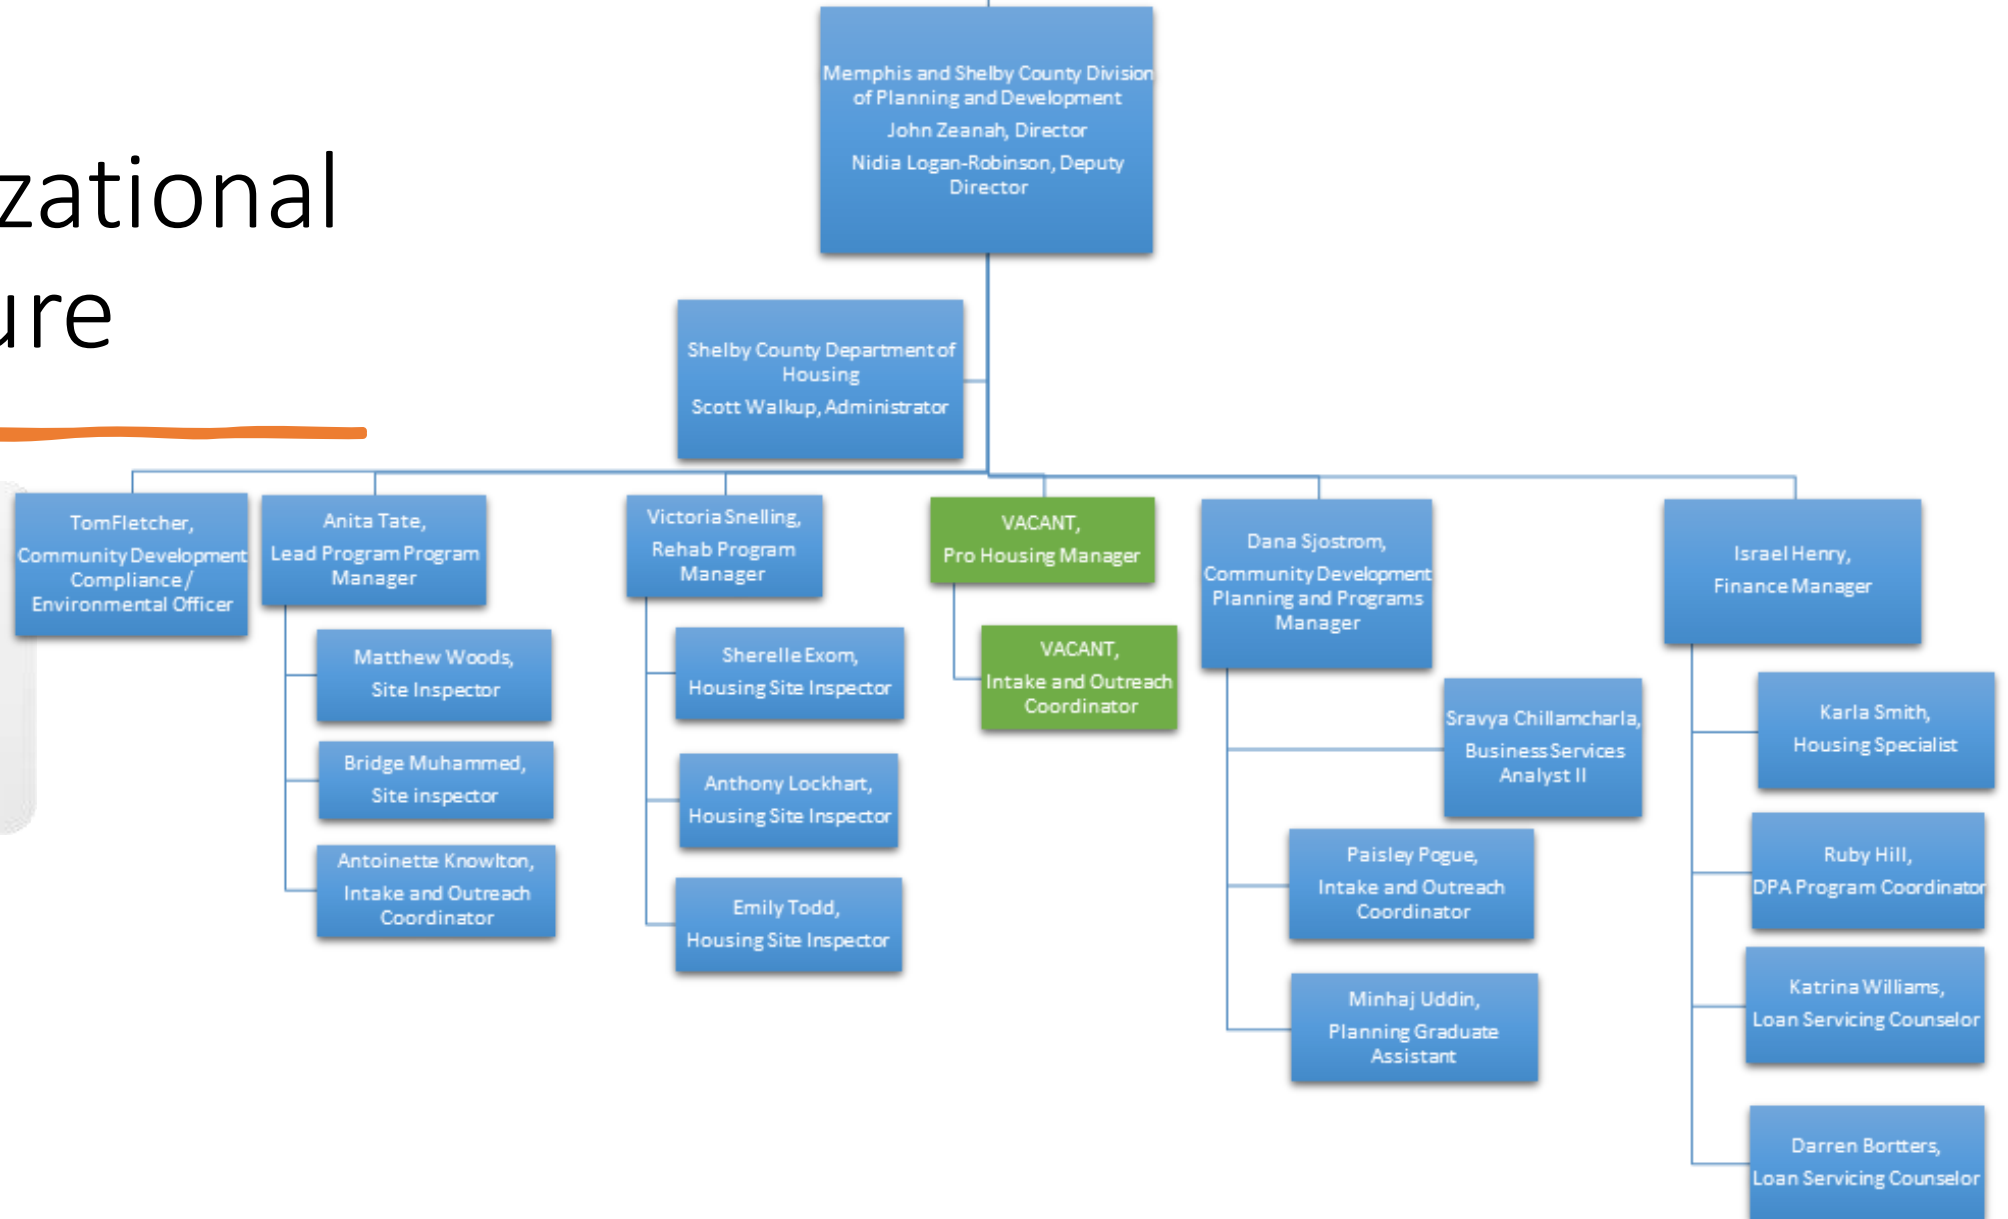 zational
ure
Memphis and Shelby County Division
of Planning and Development
John Zeanah, Director
Nidia Logan-Robinson, Deputy
Director
Shelby County Department of
Housing
Scott Walkup, Administrator
Tom Fletcher,
Community Development
Compliance /
Environmental Officer
Anita Tate,
Lead Program Program
Manager
Matthew Woods,
Site Inspector
Bridge Muhammed,
Site inspector
Antoinette Knowlton,
Intake and Outreach
Coordinator
Victoria Snelling,
Rehab Program
Manager
Sherelle Exom,
Housing Site Inspector
Anthony Lockhart,
Housing Site Inspector
Emily Todd,
Housing Site Inspector
VACANT,
Pro Housing Manager
VACANT,
Intake and Outreach
Coordinator
Dana Sjostrom,
Community Development
Planning and Programs
Manager
Sravya Chillamcharla,
Business Services
Analyst II
Paisley Pogue,
Intake and Outreach
Coordinator
Minhaj Uddin,
Planning Graduate
Assistant
Israel Henry,
Finance Manager
Karla Smith,
Housing Specialist
Ruby Hill,
DPA Program Coordinator
Katrina Williams,
Loan Servicing Counselor
Darren Bortters,
Loan Servicing Counselor